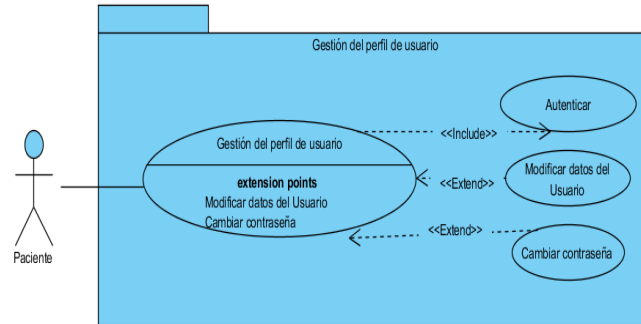 Gestión del perfil de usuario
Autenticar
<<Include>>
Gestión del perfil de usuario
extension points
Modificar datos del Usuario
Cambiar contraseña
<<Extend>>
Modificar datos del
Usuario
<<Extend>>
Cambiar contraseña
Paciente